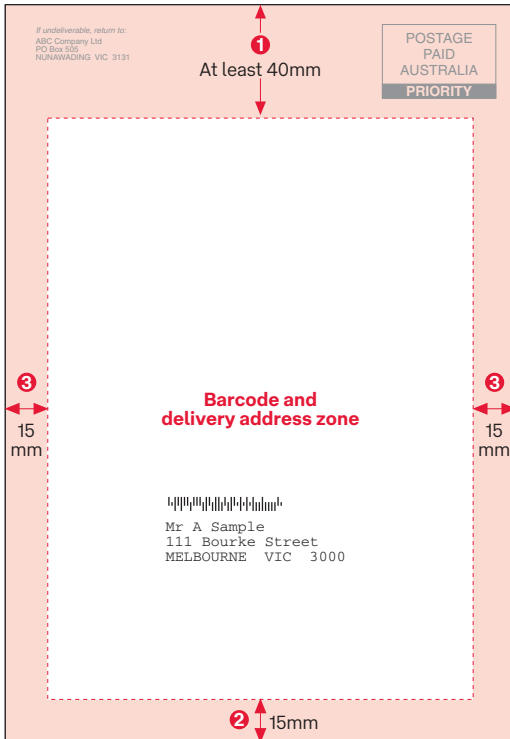 If undeliverable, return to:
ABC Company Ltd
PO Box 505
NUNAWADING VIC 3131
1
At least 40mm
POSTAGE
PAID
AUSTRALIA
PRIORITY
3
15
mm
Barcode and
delivery address zone
3
15
mm
Mr A Sample
111 Bourke Street
MELBOURNE VIC 3000
2 15mm